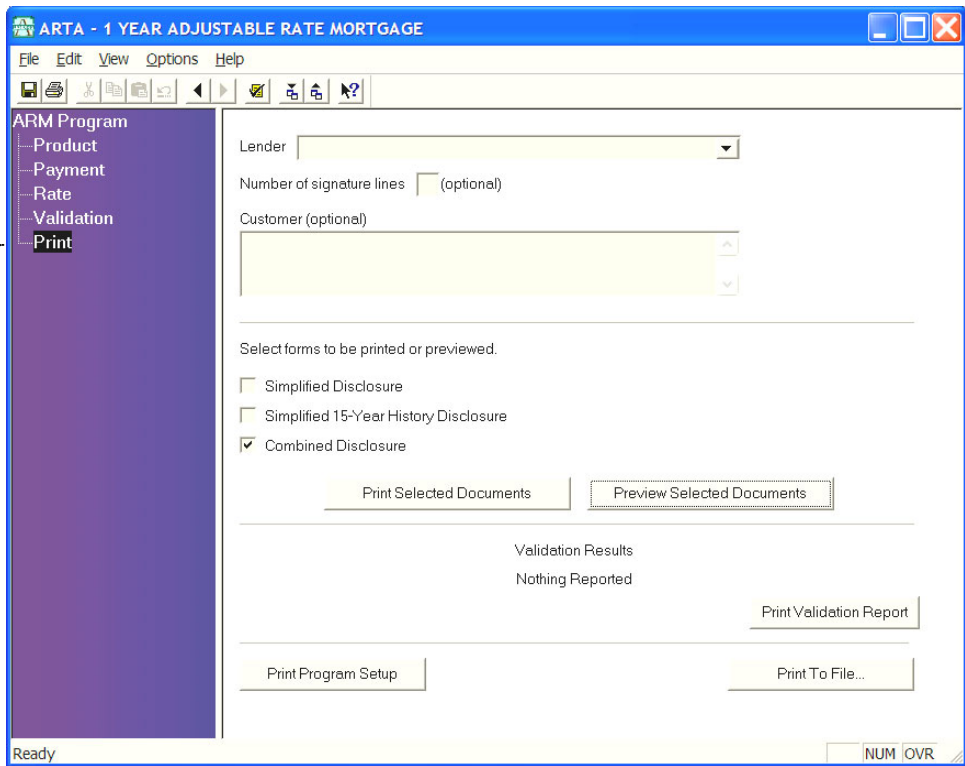 ARTA - 1 YEAR ADJUSTABLE RATE MORTGAGE
File Edit View Options Help
ARM Program
Product
Payment
Rate
Validation
Print
Lender
Number of signature lines (optional)
Customer (optional)
Select forms to be printed or previewed.
Simplified Disclosure
Simplified 15-Year History Disclosure
Combined Disclosure
Print Selected Documents Preview Selected Documents
Validation Results
Nothing Reported
Print Validation Report
Print Program Setup Print To File...
Ready NUM OVR